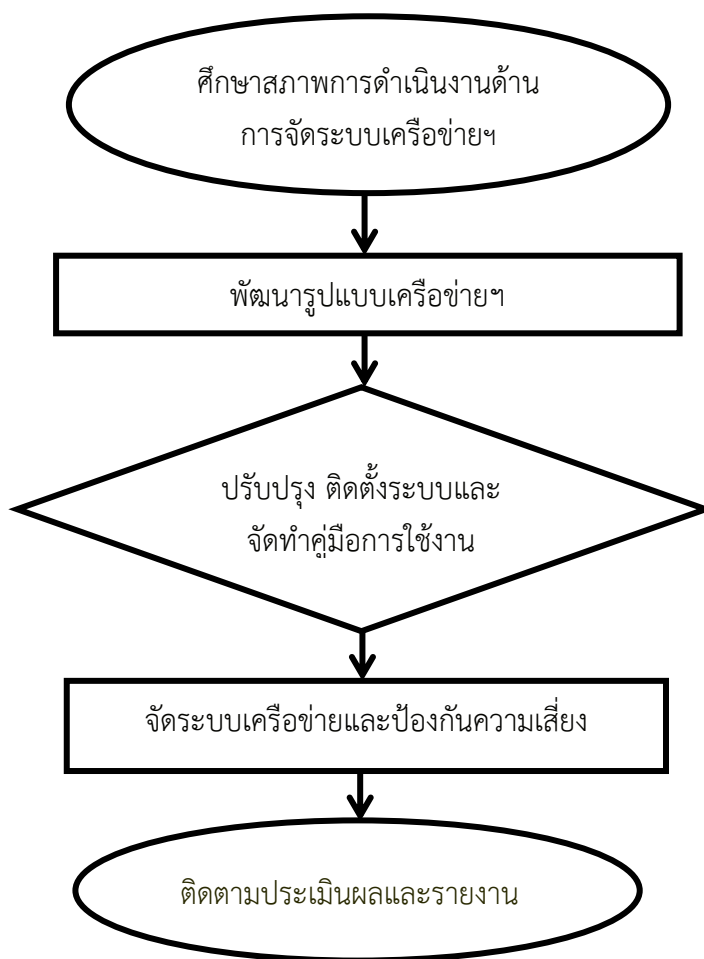 ศึกษาสภาพการดำเนินงานด้าน
การจัดระบบเครือข่ายฯ
พัฒนารูปแบบเครือข่ายฯ
ปรับปรุง ติดตั้งระบบและ
จัดทำคู่มือการใช้งาน
จัดระบบเครือข่ายและป้องกันความเสี่ยง
ติดตามประเมินผลและรายงาน